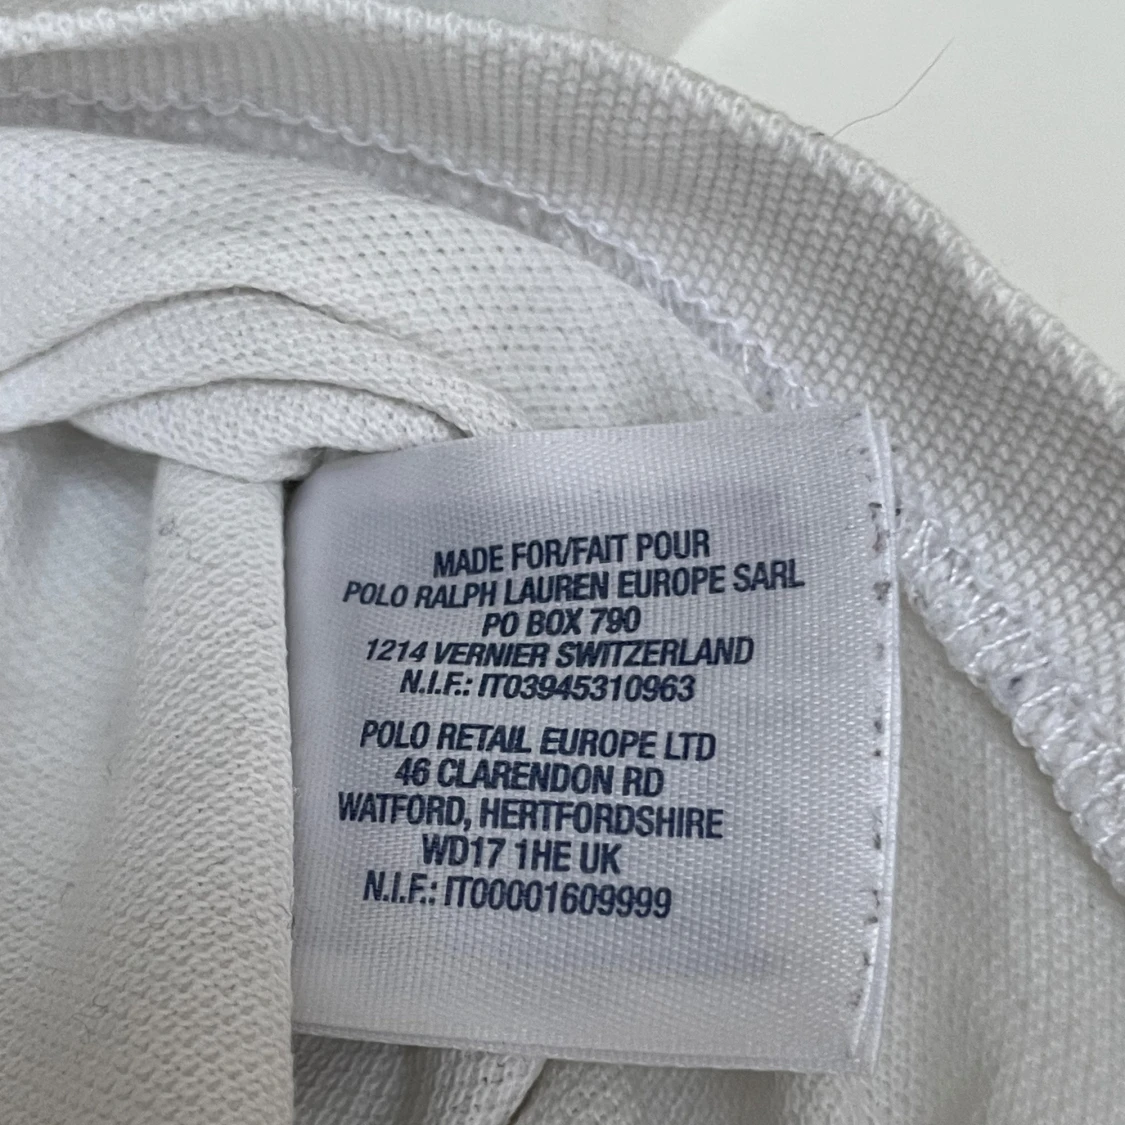 MADE FOR/FAIT POUR
POLO RALPH LAUREN EUROPE SARL
PO BOX 790
1214 VERNIER SWITZERLAND
N.I.F.: IT03945310963
POLO RETAIL EUROPE LTD
46 CLARENDON RD
WATFORD, HERTFORDSHIRE
WD17 1HE UK
N.I.F.: IT00001609999